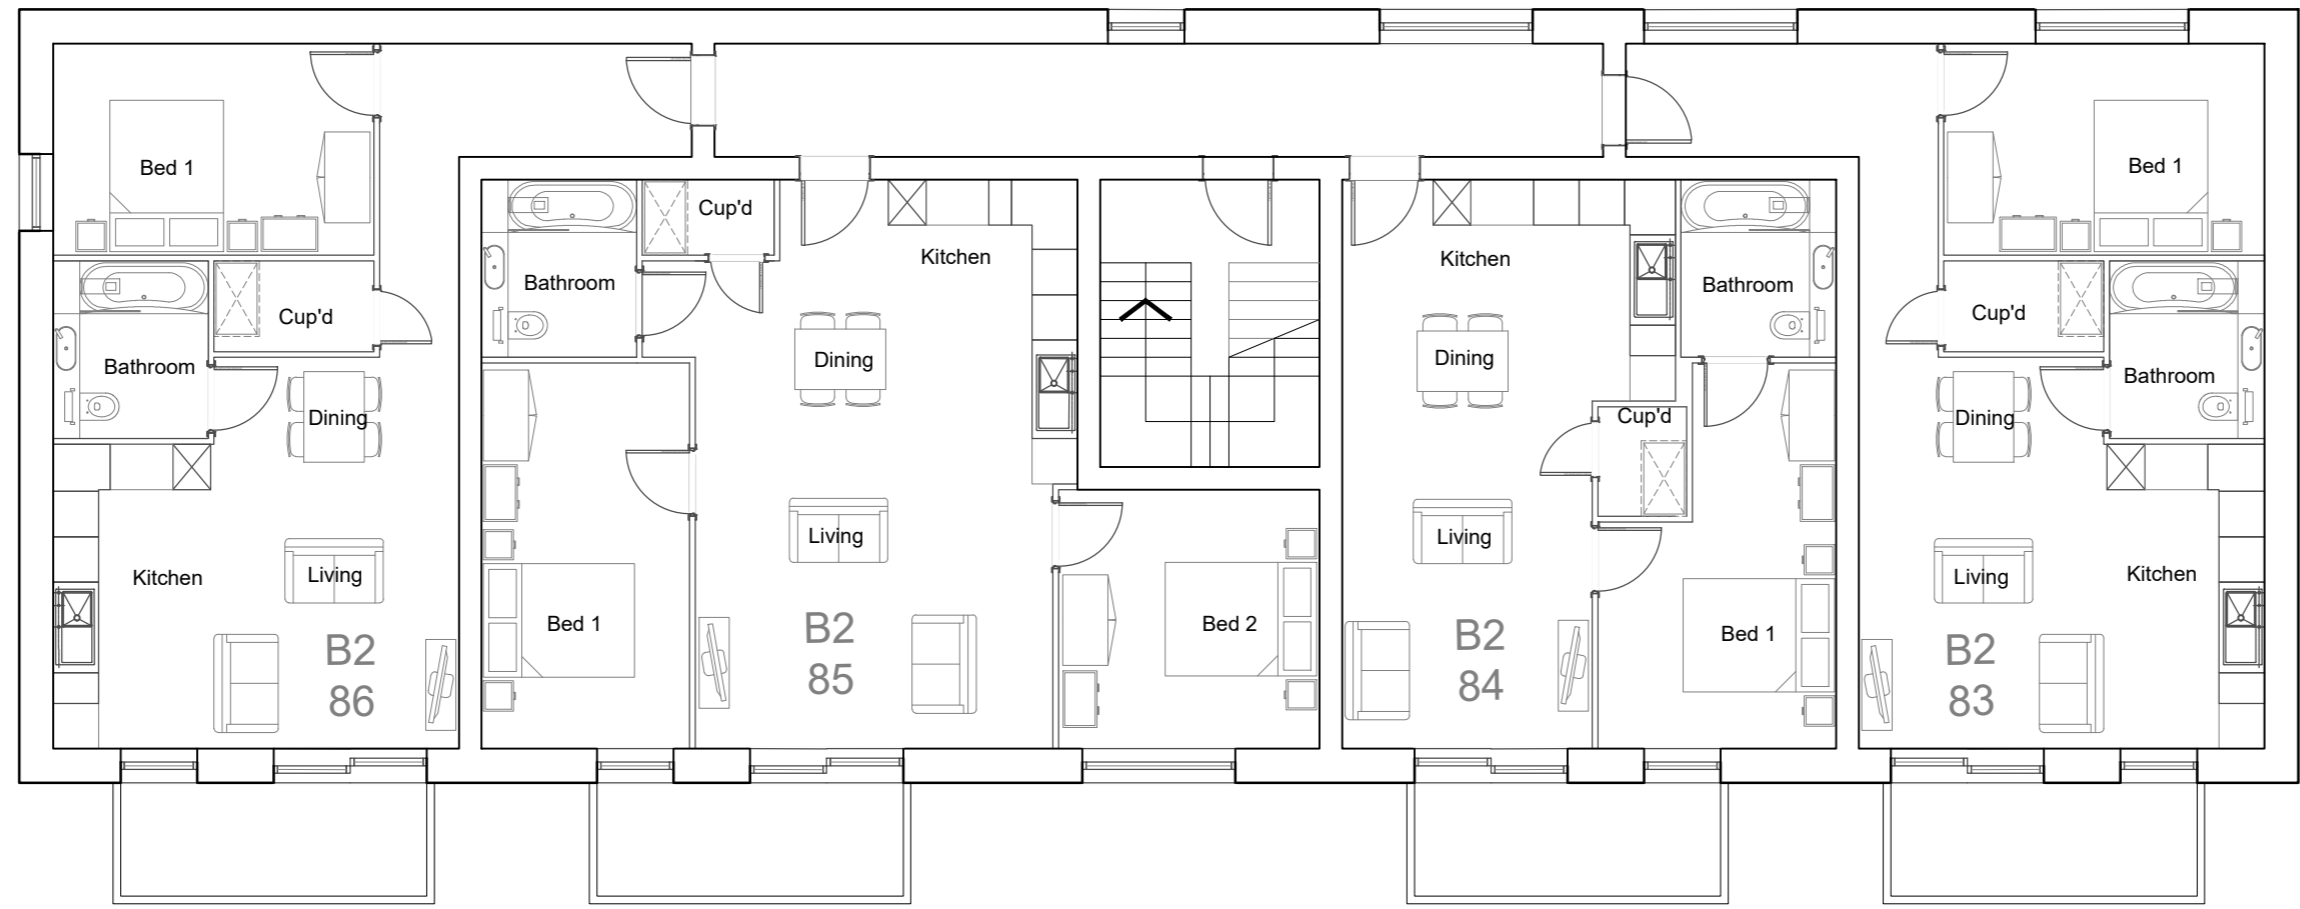 Bed 1
Cup'd
Bathroom
Dining
Kitchen
Living
B2
86
Cup'd
Bathroom
Kitchen
Dining
Living
Bed 1
B2
85
Bed 2
Kitchen
Bathroom
Dining
Cup'd
Living
B2
84
Bed 1
Bed 1
Cup'd
Bathroom
Dining
Living
Kitchen
B2
83